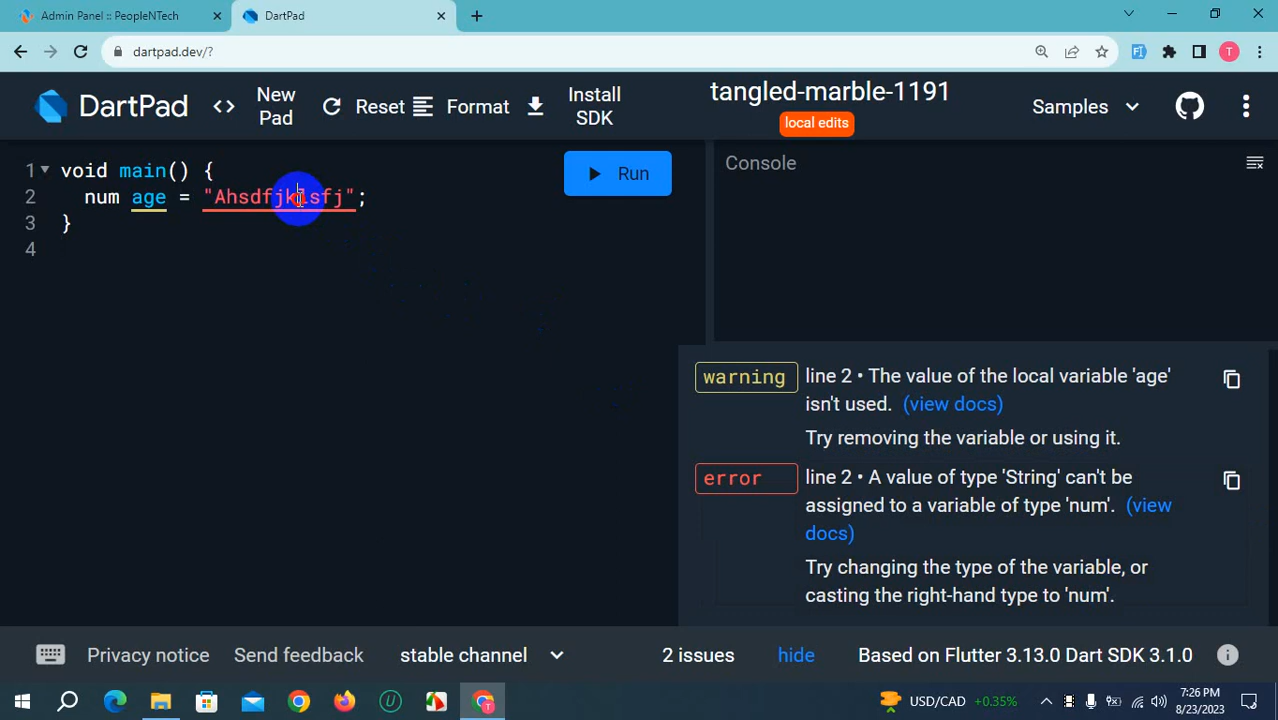 Admin Panel :: PeopleNTech
DartPad
dartpad.dev/?
DartPad
New Pad
Reset
Format
Install SDK
tangled-marble-1191
local edits
Samples
1 void main() {
2 num age = "Ahsdfjklsfj";
3 }
4
Run
Console
warning line 2 • The value of the local variable 'age'
isn't used. (view docs)
Try removing the variable or using it.
error line 2 • A value of type 'String' can't be
assigned to a variable of type 'num'. (view
docs)
Try changing the type of the variable, or
casting the right-hand type to 'num'.
Privacy notice
Send feedback
stable channel
2 issues
hide
Based on Flutter 3.13.0 Dart SDK 3.1.0
USD/CAD +0.35%
7:26 PM
8/23/2023